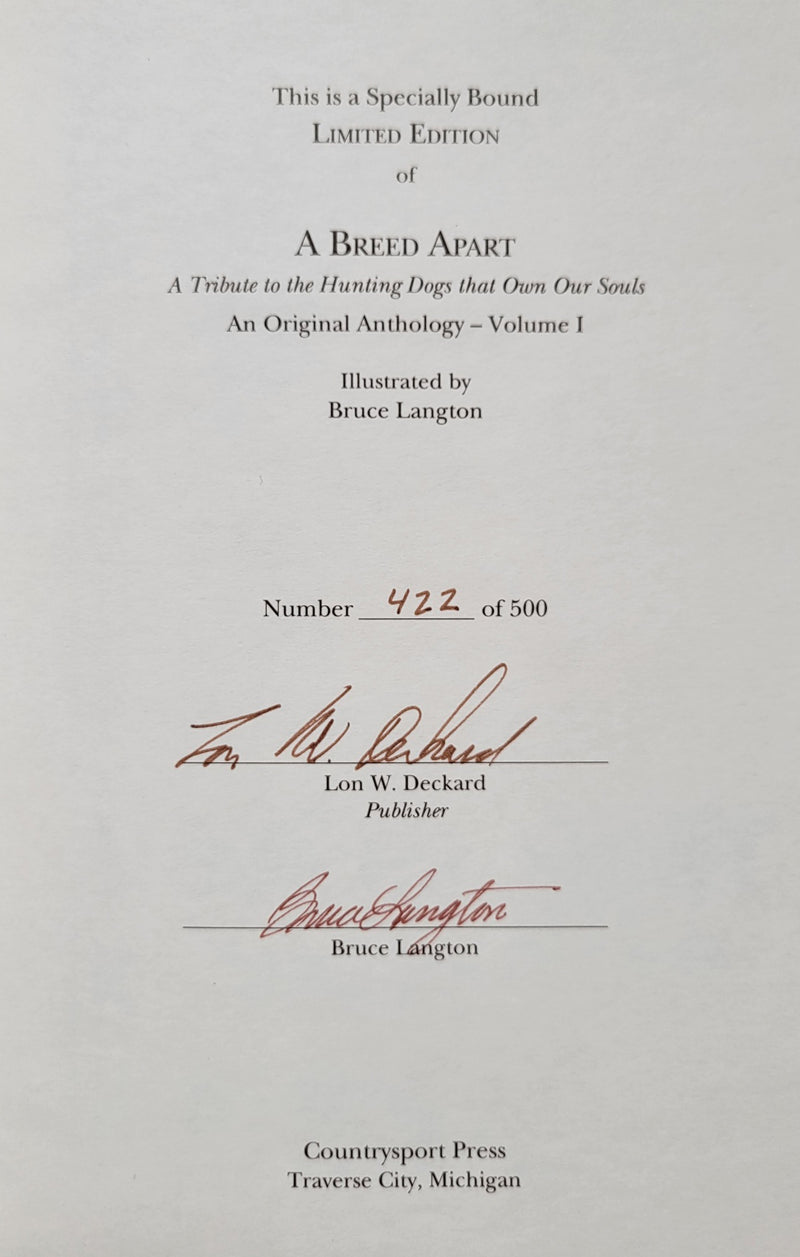 This is a Specially Bound
LIMITED EDITION
of
A BREED APART
A Tribute to the Hunting Dogs that Own Our Souls
An Original Anthology – Volume I
Illustrated by
Bruce Langton
Number 422 of 500
Lon W. Deckard
Lon W. Deckard
Publisher
Bruce Langton
Bruce Langton
Countrysport Press
Traverse City, Michigan